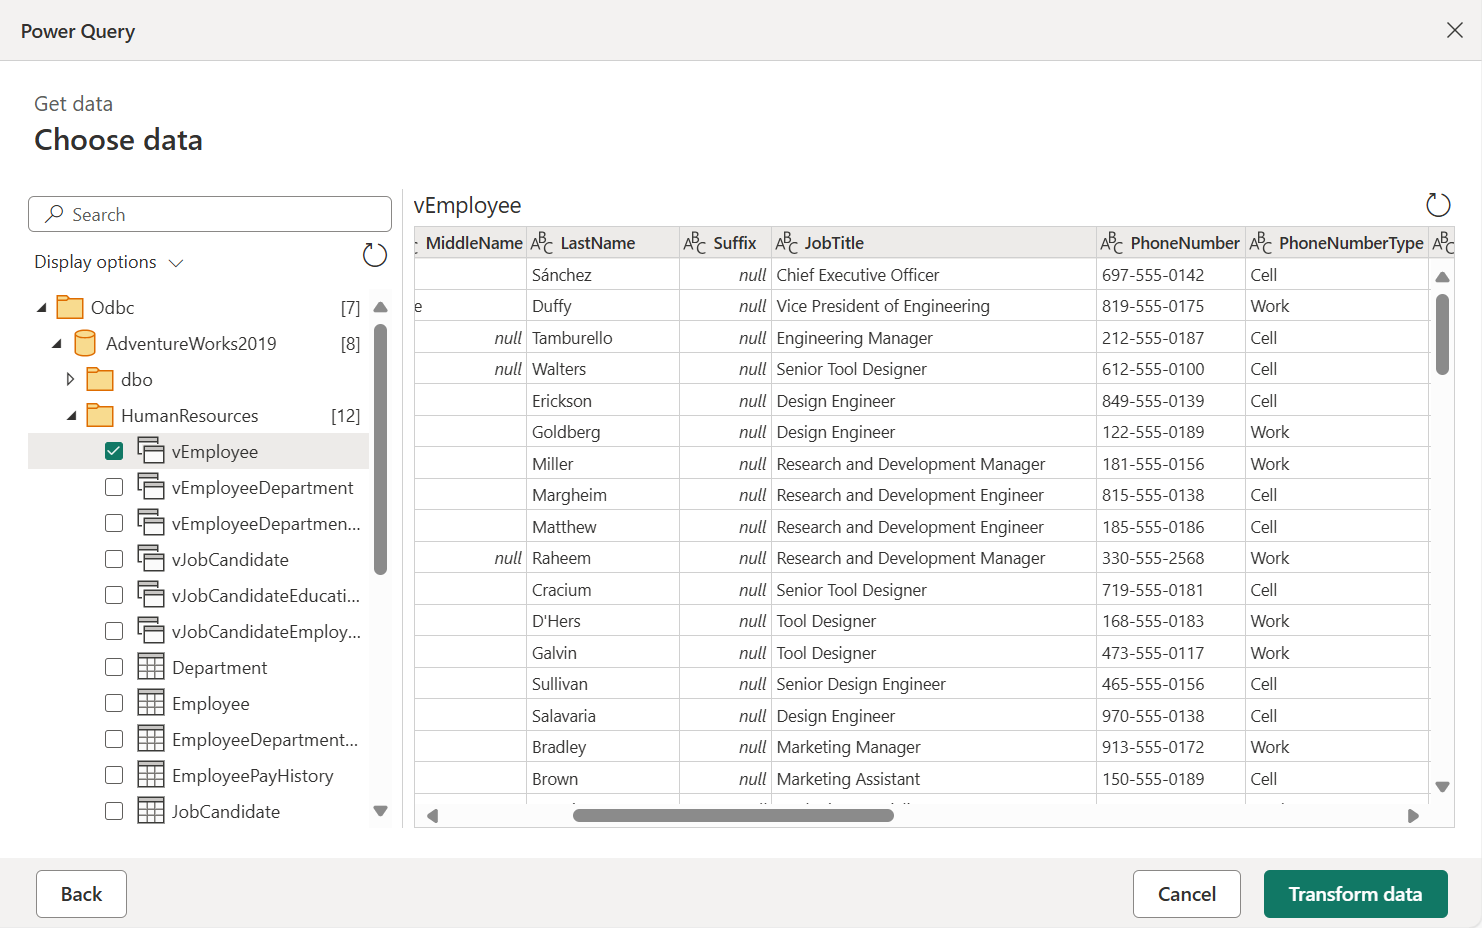 Power Query
Get data
Choose data
Search
Display options
Odbc [7]
AdventureWorks2019 [8]
dbo
HumanResources [12]
vEmployee
vEmployeeDepartment
vEmployeeDepartmen...
vJobCandidate
vJobCandidateEducati...
vJobCandidateEmploy...
Department
Employee
EmployeeDepartment...
EmployeePayHistory
JobCandidate
vEmployee
MiddleName ABC LastName ABC Suffix ABC JobTitle ABC PhoneNumber ABC PhoneNumberType ABC
Sánchez null Chief Executive Officer 697-555-0142 Cell
e Duffy null Vice President of Engineering 819-555-0175 Work
null Tamburello null Engineering Manager 212-555-0187 Cell
null Walters null Senior Tool Designer 612-555-0100 Cell
Erickson null Design Engineer 849-555-0139 Cell
Goldberg null Design Engineer 122-555-0189 Work
Miller null Research and Development Manager 181-555-0156 Work
Margheim null Research and Development Engineer 815-555-0138 Cell
Matthew null Research and Development Engineer 185-555-0186 Cell
null Raheem null Research and Development Manager 330-555-2568 Work
Cracium null Senior Tool Designer 719-555-0181 Cell
D'Hers null Tool Designer 168-555-0183 Work
Galvin null Tool Designer 473-555-0117 Work
Sullivan null Senior Design Engineer 465-555-0156 Cell
Salavaria null Design Engineer 970-555-0138 Cell
Bradley null Marketing Manager 913-555-0172 Work
Brown null Marketing Assistant 150-555-0189 Cell
Back
Cancel
Transform data